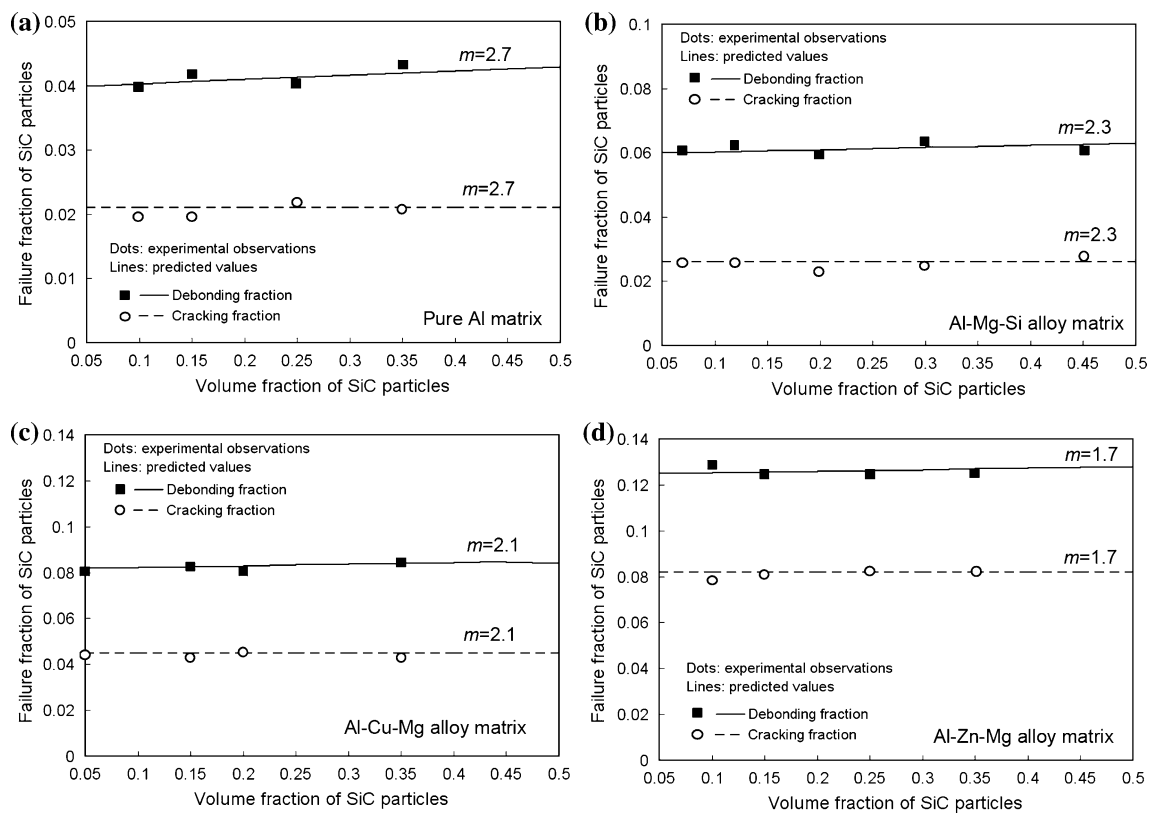 (a)
0.05
0.04
0.03
0.02
0.01
0
Failure fraction of SiC particles
m=2.7
m=2.7
Dots: experimental observations
Lines: predicted values
Debonding fraction
Cracking fraction
Pure Al matrix
0.05 0.1 0.15 0.2 0.25 0.3 0.35 0.4 0.45 0.5
Volume fraction of SiC particles
(b)
0.1
0.08
0.06
0.04
0.02
0
Failure fraction of SiC particles
Dots: experimental observations
Lines: predicted values
Debonding fraction
Cracking fraction
m=2.3
m=2.3
Al-Mg-Si alloy matrix
0.05 0.1 0.15 0.2 0.25 0.3 0.35 0.4 0.45 0.5
Volume fraction of SiC particles
(c)
0.14
0.12
0.1
0.08
0.06
0.04
0.02
0
Failure fraction of SiC particles
Dots: experimental observations
Lines: predicted values
Debonding fraction
Cracking fraction
m=2.1
m=2.1
Al-Cu-Mg alloy matrix
0.05 0.1 0.15 0.2 0.25 0.3 0.35 0.4 0.45 0.5
Volume fraction of SiC particles
(d)
0.14
0.12
0.1
0.08
0.06
0.04
0.02
0
Failure fraction of SiC particles
m=1.7
m=1.7
Dots: experimental observations
Lines: predicted values
Debonding fraction
Cracking fraction
Al-Zn-Mg alloy matrix
0.05 0.1 0.15 0.2 0.25 0.3 0.35 0.4 0.45 0.5
Volume fraction of SiC particles